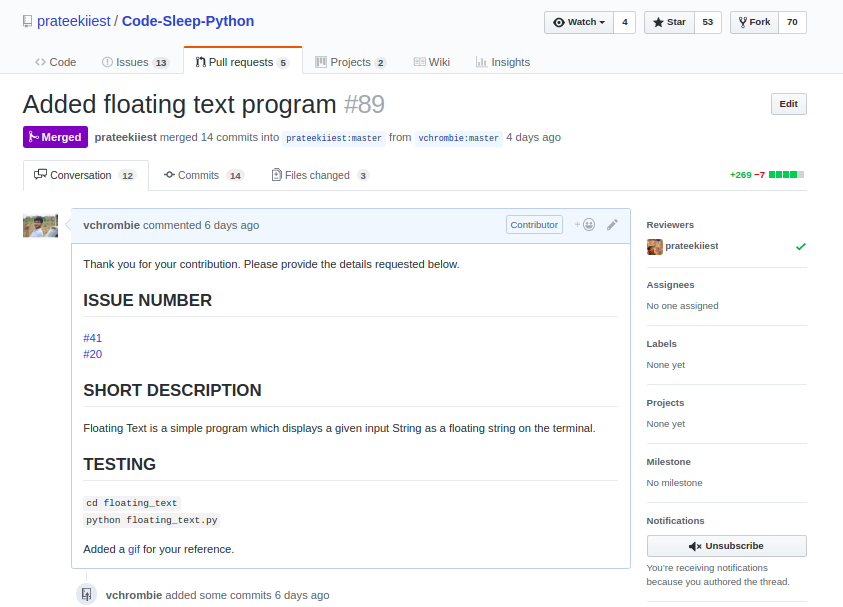 prateekiiest / Code-Sleep-Python
Watch 4 Star 53 Fork 70
Code Issues 13 Pull requests 5 Projects 2 Wiki Insights
Added floating text program #89
Edit
Merged prateekiiest merged 14 commits into prateekiiest:master from vchrombie:master 4 days ago
Conversation 12 Commits 14 Files changed 3
+269 −7
vchrombie commented 6 days ago
Contributor
+
Thank you for your contribution. Please provide the details requested below.
ISSUE NUMBER
#41
#20
SHORT DESCRIPTION
Floating Text is a simple program which displays a given input String as a floating string on the terminal.
TESTING
cd floating_text
python floating_text.py
Added a gif for your reference.
vchrombie added some commits 6 days ago
Reviewers
prateekiiest
Assignees
No one assigned
Labels
None yet
Projects
None yet
Milestone
No milestone
Notifications
Unsubscribe
You're receiving notifications
because you authored the thread.